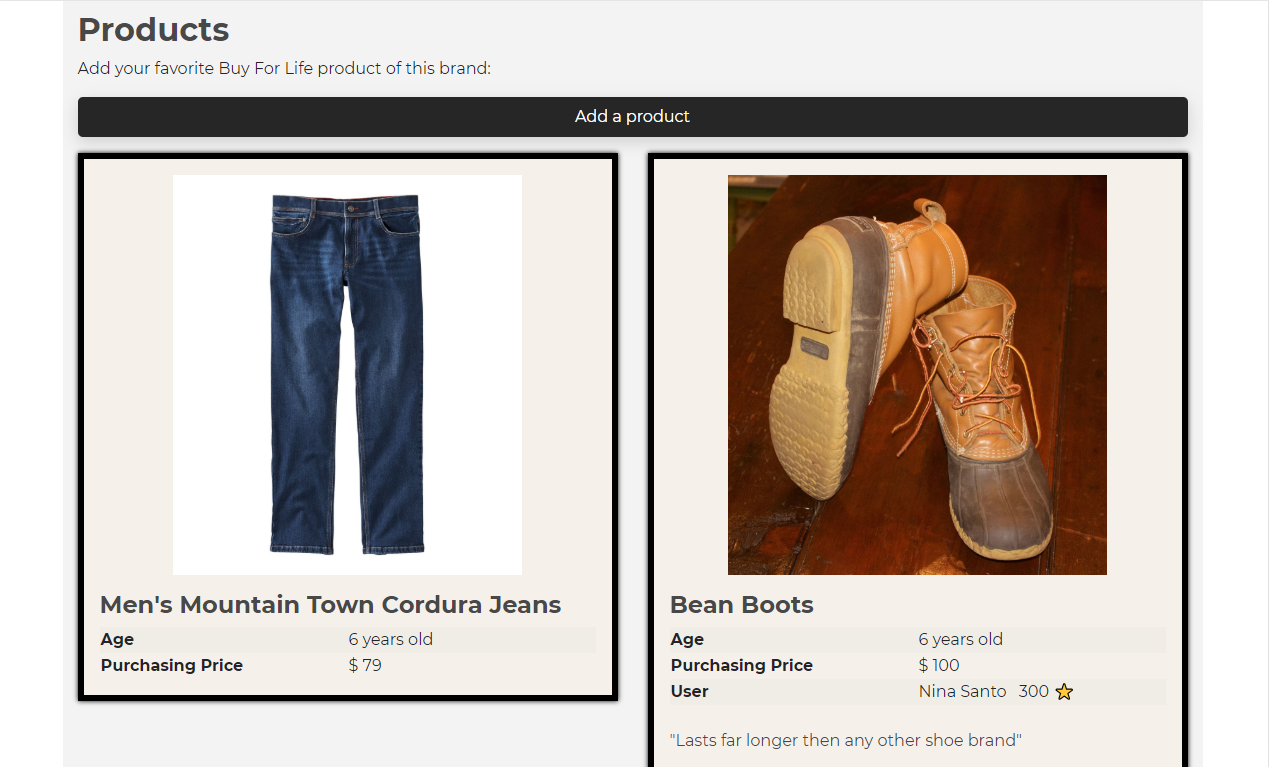 Products
Add your favorite Buy For Life product of this brand:
Add a product
Men's Mountain Town Cordura Jeans
Age 6 years old
Purchasing Price $ 79
Bean Boots
Age 6 years old
Purchasing Price $ 100
User Nina Santo 300
"Lasts far longer then any other shoe brand"